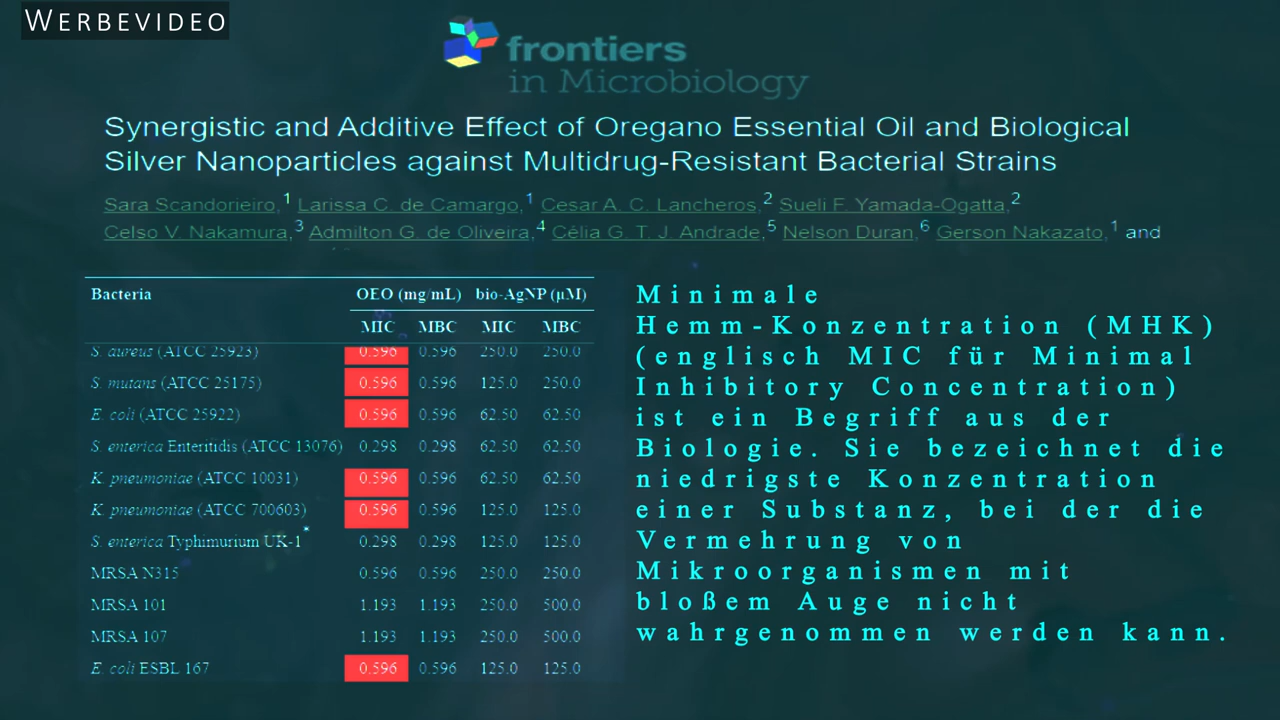 WERBEVIDEO
frontiers
in Microbiology
Synergistic and Additive Effect of Oregano Essential Oil and Biological
Silver Nanoparticles against Multidrug-Resistant Bacterial Strains
Sara Scandorieiro,1 Larissa C. de Camargo,1 Cesar A. C. Lancheros,2 Sueli F. Yamada-Ogatta,2
Celso V. Nakamura,3 Admilton G. de Oliveira,4 Célia G. T. J. Andrade,5 Nelson Duran,6 Gerson Nakazato,1 and
Bacteria OEO (mg/mL) bio-AgNP (µM)
MIC MBC MIC MBC
S. aureus (ATCC 25923) 0.596 0.596 250.0 250.0
S. mutans (ATCC 25175) 0.596 0.596 125.0 250.0
E. coli (ATCC 25922) 0.596 0.596 62.50 62.50
S. enterica Enteritidis (ATCC 13076) 0.298 0.298 62.50 62.50
K. pneumoniae (ATCC 10031) 0.596 0.596 62.50 62.50
K. pneumoniae (ATCC 700603) 0.596 0.596 125.0 125.0
S. enterica Typhimurium UK-1* 0.298 0.298 125.0 125.0
MRSA N315 0.596 0.596 250.0 250.0
MRSA 101 1.193 1.193 250.0 500.0
MRSA 107 1.193 1.193 250.0 500.0
E. coli ESBL 167 0.596 0.596 125.0 125.0
Minimale
Hemm-Konzentration (MHK)
(englisch MIC für Minimal
Inhibitory Concentration)
ist ein Begriff aus der
Biologie. Sie bezeichnet die
niedrigste Konzentration
einer Substanz, bei der die
Vermehrung von
Mikroorganismen mit
bloßem Auge nicht
wahrgenommen werden kann.